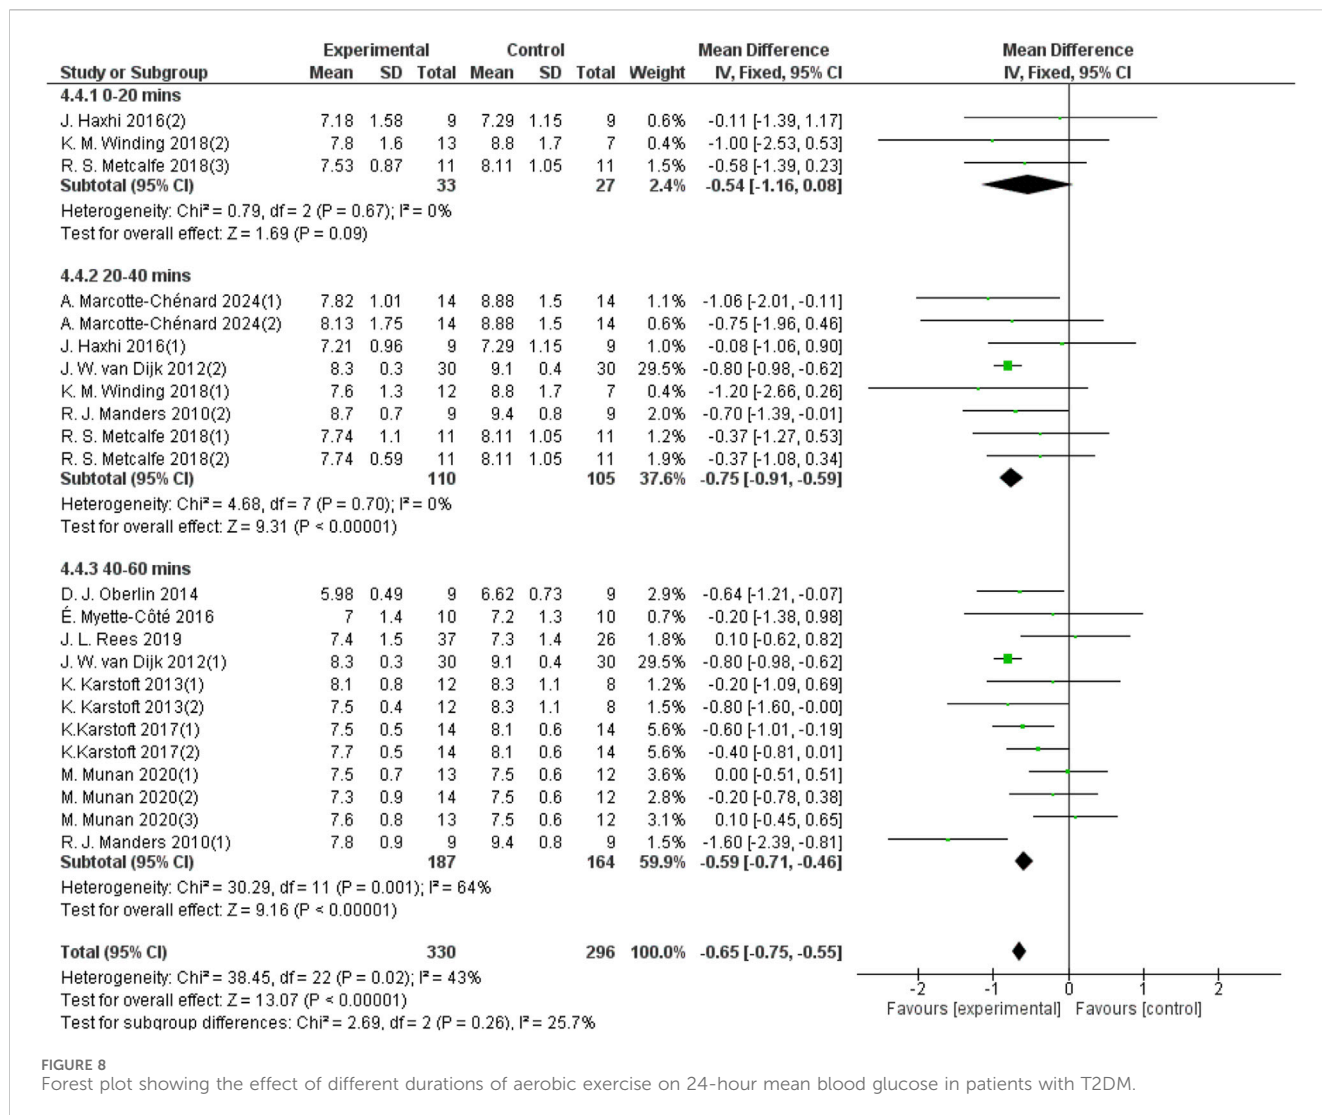 Experimental Control Mean Difference Mean Difference
Study or Subgroup Mean SD Total Mean SD Total Weight IV, Fixed, 95% CI IV, Fixed, 95% CI
4.4.1 0-20 mins
J. Haxhi 2016(2) 7.18 1.58 9 7.29 1.15 9 0.6% -0.11 [-1.39, 1.17]
K. M. Winding 2018(2) 7.8 1.6 13 8.8 1.7 7 0.4% -1.00 [-2.53, 0.53]
R. S. Metcalfe 2018(3) 7.53 0.87 11 8.11 1.05 11 1.5% -0.58 [-1.39, 0.23]
Subtotal (95% CI) 33 27 2.4% -0.54 [-1.16, 0.08]
Heterogeneity: Chi² = 0.79, df = 2 (P = 0.67); I² = 0%
Test for overall effect: Z = 1.69 (P = 0.09)
4.4.2 20-40 mins
A. Marcotte-Chénard 2024(1) 7.82 1.01 14 8.88 1.5 14 1.1% -1.06 [-2.01, -0.11]
A. Marcotte-Chénard 2024(2) 8.13 1.75 14 8.88 1.5 14 0.6% -0.75 [-1.96, 0.46]
J. Haxhi 2016(1) 7.21 0.96 9 7.29 1.15 9 1.0% -0.08 [-1.06, 0.90]
J. W. van Dijk 2012(2) 8.3 0.3 30 9.1 0.4 30 29.5% -0.80 [-0.98, -0.62]
K. M. Winding 2018(1) 7.6 1.3 12 8.8 1.7 7 0.4% -1.20 [-2.66, 0.26]
R. J. Manders 2010(2) 8.7 0.7 9 9.4 0.8 9 2.0% -0.70 [-1.39, -0.01]
R. S. Metcalfe 2018(1) 7.74 1.1 11 8.11 1.05 11 1.2% -0.37 [-1.27, 0.53]
R. S. Metcalfe 2018(2) 7.74 0.59 11 8.11 1.05 11 1.9% -0.37 [-1.08, 0.34]
Subtotal (95% CI) 110 105 37.6% -0.75 [-0.91, -0.59]
Heterogeneity: Chi² = 4.68, df = 7 (P = 0.70); I² = 0%
Test for overall effect: Z = 9.31 (P < 0.00001)
4.4.3 40-60 mins
D. J. Oberlin 2014 5.98 0.49 9 6.62 0.73 9 2.9% -0.64 [-1.21, -0.07]
É. Myette-Côté 2016 7 1.4 10 7.2 1.3 10 0.7% -0.20 [-1.38, 0.98]
J. L. Rees 2019 7.4 1.5 37 7.3 1.4 26 1.8% 0.10 [-0.62, 0.82]
J. W. van Dijk 2012(1) 8.3 0.3 30 9.1 0.4 30 29.5% -0.80 [-0.98, -0.62]
K. Karstoft 2013(1) 8.1 0.8 12 8.3 1.1 8 1.2% -0.20 [-1.09, 0.69]
K. Karstoft 2013(2) 7.5 0.4 12 8.3 1.1 8 1.5% -0.80 [-1.60, -0.00]
K.Karstoft 2017(1) 7.5 0.5 14 8.1 0.6 14 5.6% -0.60 [-1.01, -0.19]
K.Karstoft 2017(2) 7.7 0.5 14 8.1 0.6 14 5.6% -0.40 [-0.81, 0.01]
M. Munan 2020(1) 7.5 0.7 13 7.5 0.6 12 3.6% 0.00 [-0.51, 0.51]
M. Munan 2020(2) 7.3 0.9 14 7.5 0.6 12 2.8% -0.20 [-0.78, 0.38]
M. Munan 2020(3) 7.6 0.8 13 7.5 0.6 12 3.1% 0.10 [-0.45, 0.65]
R. J. Manders 2010(1) 7.8 0.9 9 9.4 0.8 9 1.5% -1.60 [-2.39, -0.81]
Subtotal (95% CI) 187 164 59.9% -0.59 [-0.71, -0.46]
Heterogeneity: Chi² = 30.29, df = 11 (P = 0.001); I² = 64%
Test for overall effect: Z = 9.16 (P < 0.00001)
Total (95% CI) 330 296 100.0% -0.65 [-0.75, -0.55]
Heterogeneity: Chi² = 38.45, df = 22 (P = 0.02); I² = 43%
Test for overall effect: Z = 13.07 (P < 0.00001)
Test for subgroup differences: Chi² = 2.69, df = 2 (P = 0.26), I² = 25.7%
-2 -1 0 1 2
Favours [experimental] Favours [control]
FIGURE 8
Forest plot showing the effect of different durations of aerobic exercise on 24-hour mean blood glucose in patients with T2DM.